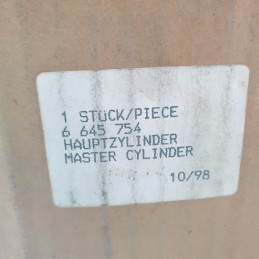 1 STÜCK/PIECE
6 645 754
HAUPTZYLINDER
MASTER CYLINDER
10/98